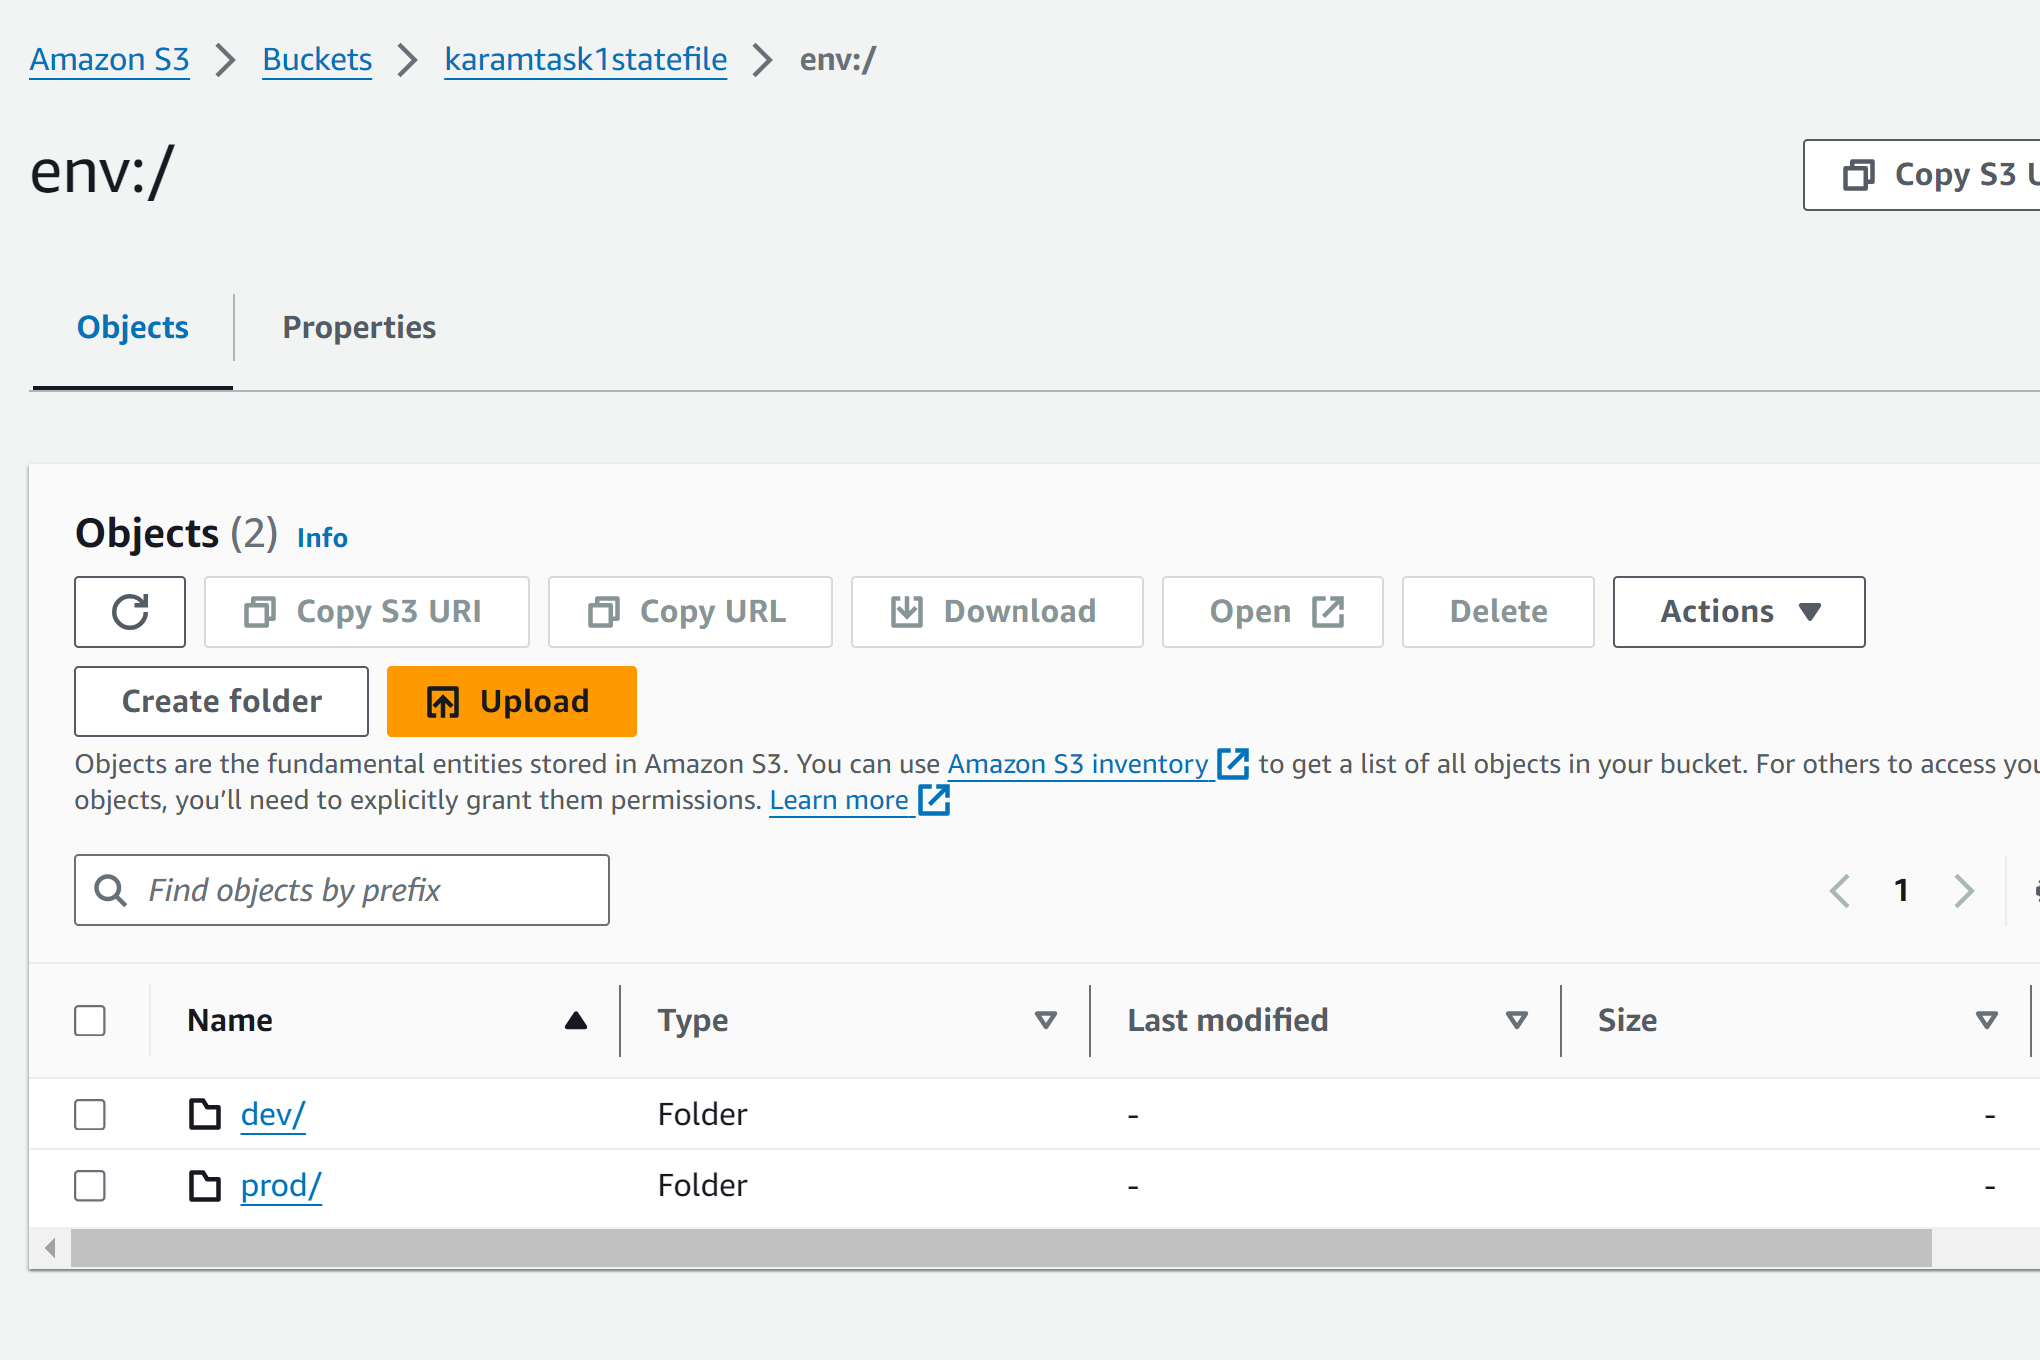 Amazon S3 Buckets karamtask1statefile env:/
env:/
Copy S3 U
Objects Properties
Objects (2) Info
Copy S3 URI Copy URL Download Open Delete Actions
Create folder Upload
Objects are the fundamental entities stored in Amazon S3. You can use Amazon S3 inventory to get a list of all objects in your bucket. For others to access you
objects, you’ll need to explicitly grant them permissions. Learn more
Find objects by prefix
1
Name Type Last modified Size
dev/ Folder - -
prod/ Folder - -